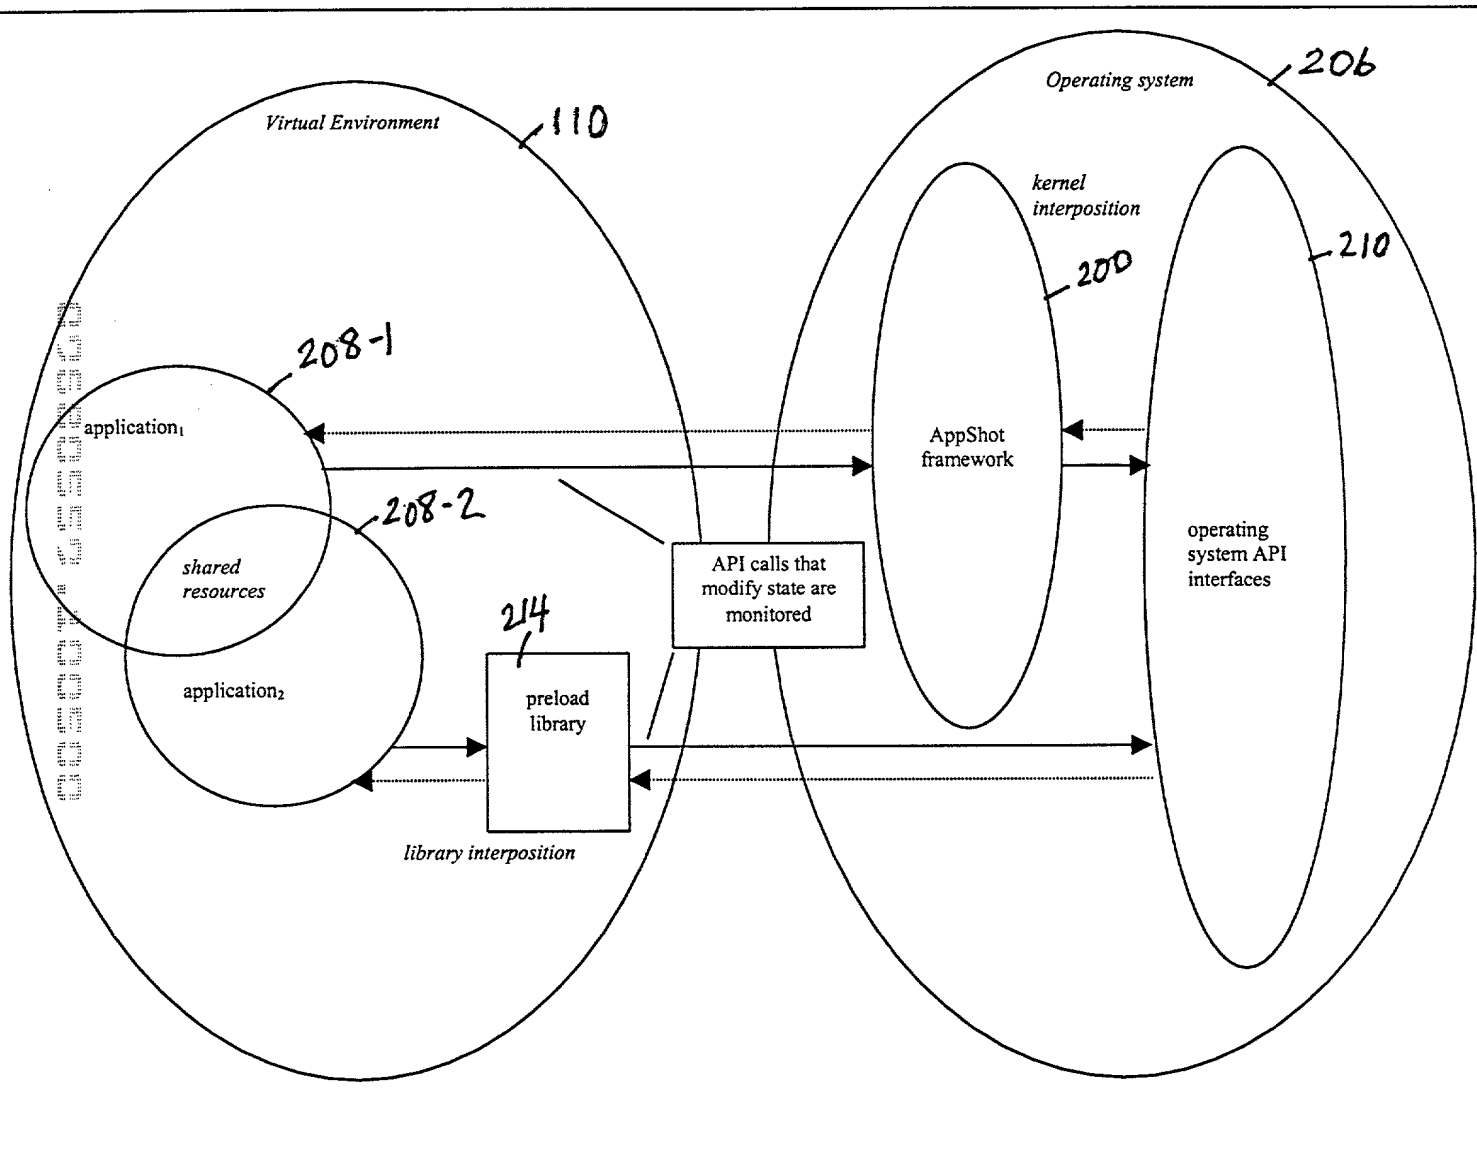 Operating system
206
Virtual Environment
110
kernel
interposition
210
200
208-1
application₁
AppShot
framework
208-2
operating
system API
interfaces
shared
resources
API calls that
modify state are
monitored
214
application₂
preload
library
library interposition